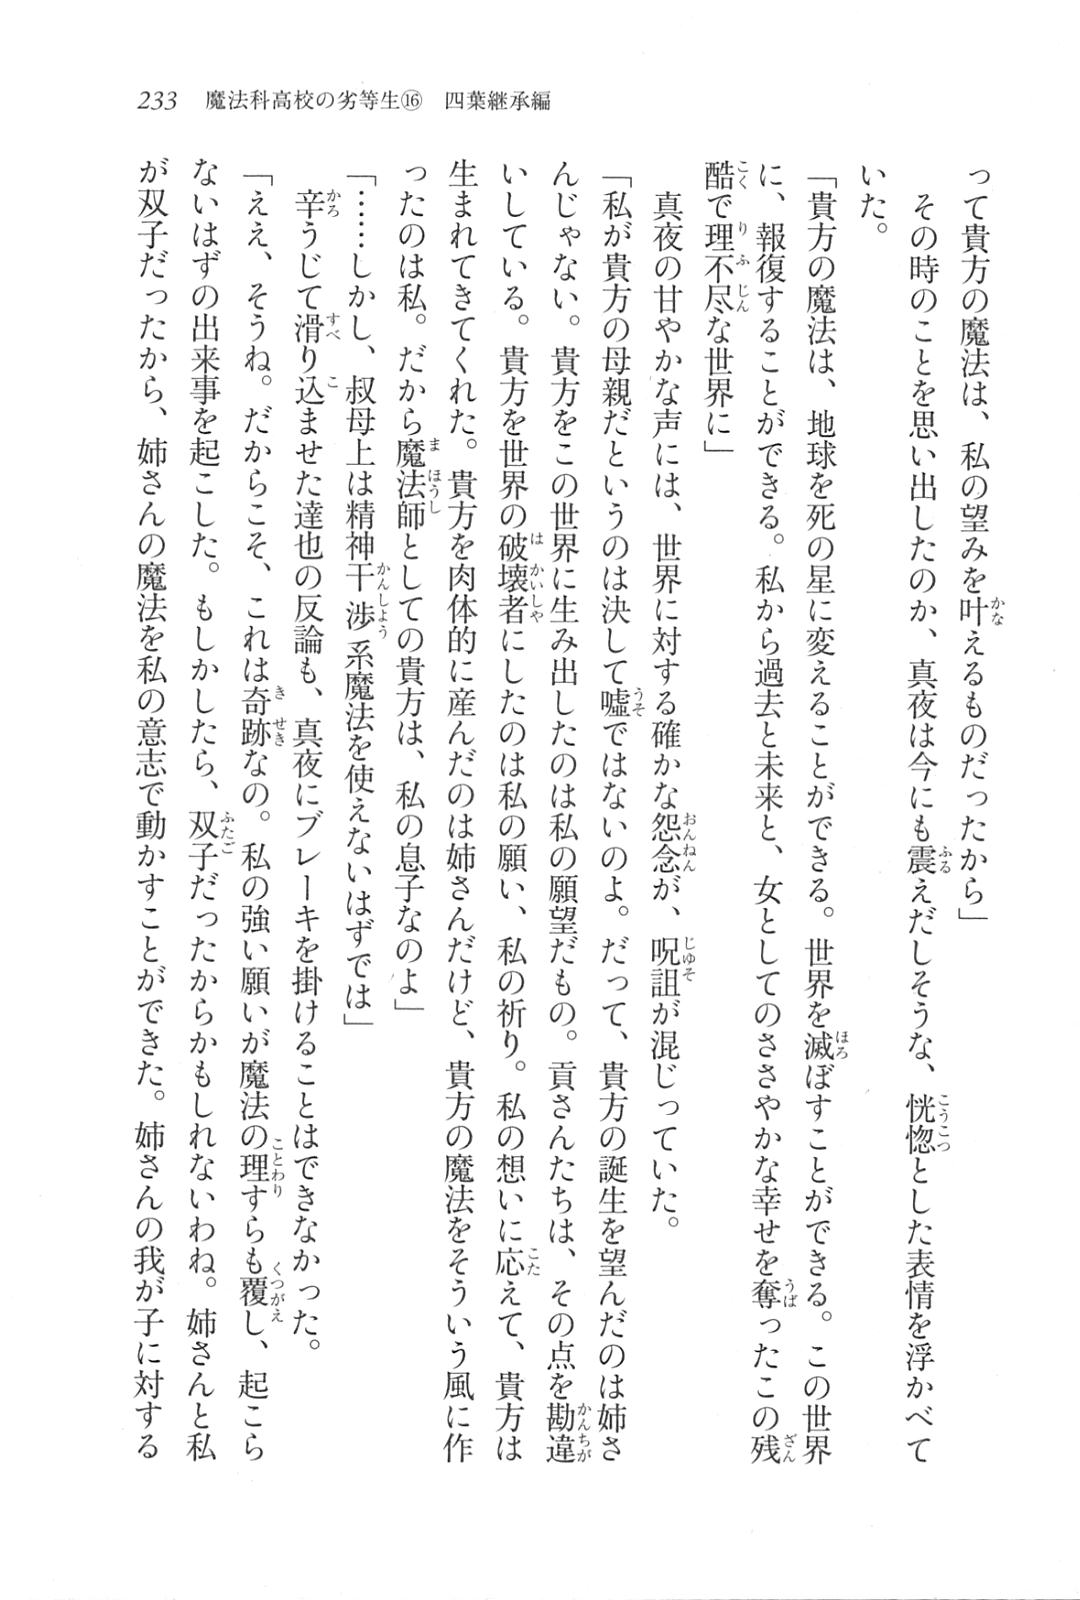 233　魔法科高校の劣等生⑯　四葉継承編
って貴方の魔法は、私の望みを叶えるものだったから」
　その時のことを思い出したのか、真夜は今にも震えだしそうな、恍惚とした表情を浮かべて
いた。
「貴方の魔法は、地球を死の星に変えることができる。世界を滅ぼすことができる。この世界
に、報復することができる。私から過去と未来と、女としてのささやかな幸せを奪ったこの残
酷で理不尽な世界に」
　真夜の甘やかな声には、世界に対する確かな怨念が、呪詛が混じっていた。
「私が貴方の母親だというのは決して嘘ではないのよ。だって、貴方の誕生を望んだのは姉さ
んじゃない。貴方をこの世界に生み出したのは私の願望だもの。貢さんたちは、その点を勘違
いしている。貴方を世界の破壊者にしたのは私の願い、私の祈り。私の想いに応えて、貴方は
生まれてきてくれた。貴方を肉体的に産んだのは姉さんだけど、貴方の魔法をそういう風に作
ったのは私。だから魔法師としての貴方は、私の息子なのよ」
「……しかし、叔母上は精神干渉系魔法を使えないはずでは」
　辛うじて滑り込ませた達也の反論も、真夜にブレーキを掛けることはできなかった。
「ええ、そうね。だからこそ、これは奇跡なの。私の強い願いが魔法の理すらも覆し、起こら
ないはずの出来事を起こした。もしかしたら、双子だったからかもしれないわね。姉さんと私
が双子だったから、姉さんの魔法を私の意志で動かすことができた。姉さんの我が子に対する